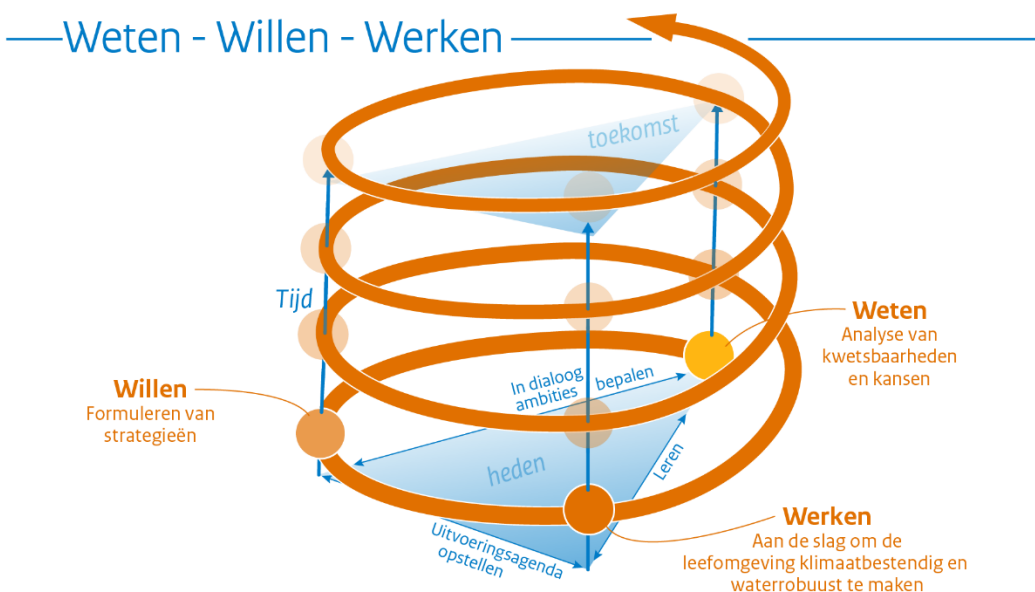 Weten - Willen - Werken
toekomst
Tijd
Weten
Analyse van
kwetsbaarheden
en kansen
In dialoog
ambities
bepalen
Willen
Formuleren van
strategieën
heden
Leren
Uitvoeringsagenda
opstellen
Werken
Aan de slag om de
leefomgeving klimaatbestendig en
waterrobuust te maken